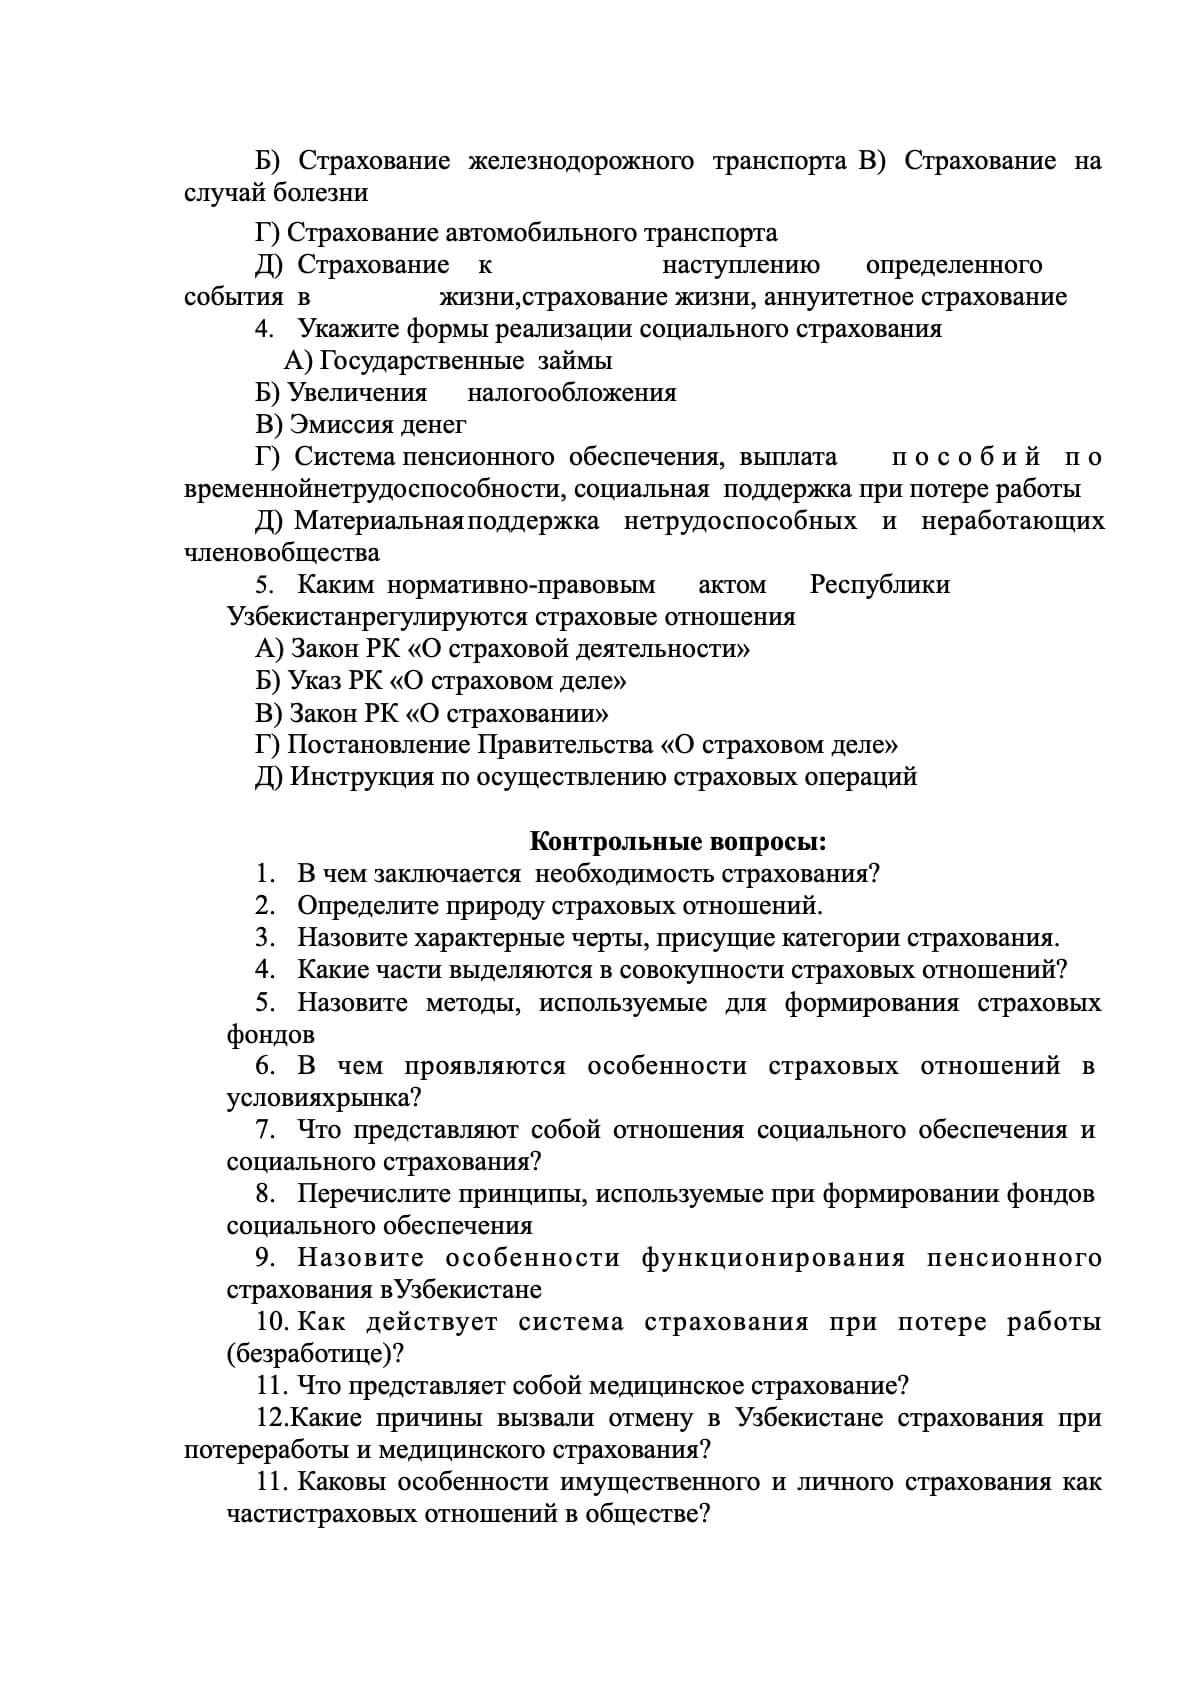 Б) Страхование железнодорожного транспорта В) Страхование на
случай болезни
Г) Страхование автомобильного транспорта
Д) Страхование к наступлению определенного
события в жизни,страхование жизни, аннуитетное страхование
4. Укажите формы реализации социального страхования
А) Государственные займы
Б) Увеличения налогообложения
В) Эмиссия денег
Г) Система пенсионного обеспечения, выплата п о с о б и й п о
временнойнетрудоспособности, социальная поддержка при потере работы
Д) Материальнаяподдержка нетрудоспособных и неработающих
членовобщества
5. Каким нормативно-правовым актом Республики
Узбекистанрегулируются страховые отношения
А) Закон РК «О страховой деятельности»
Б) Указ РК «О страховом деле»
В) Закон РК «О страховании»
Г) Постановление Правительства «О страховом деле»
Д) Инструкция по осуществлению страховых операций
Контрольные вопросы:
1. В чем заключается необходимость страхования?
2. Определите природу страховых отношений.
3. Назовите характерные черты, присущие категории страхования.
4. Какие части выделяются в совокупности страховых отношений?
5. Назовите методы, используемые для формирования страховых
фондов
6. В чем проявляются особенности страховых отношений в
условияхрынка?
7. Что представляют собой отношения социального обеспечения и
социального страхования?
8. Перечислите принципы, используемые при формировании фондов
социального обеспечения
9. Назовите особенности функционирования пенсионного
страхования вУзбекистане
10. Как действует система страхования при потере работы
(безработице)?
11. Что представляет собой медицинское страхование?
12.Какие причины вызвали отмену в Узбекистане страхования при
потереработы и медицинского страхования?
11. Каковы особенности имущественного и личного страхования как
частистраховых отношений в обществе?